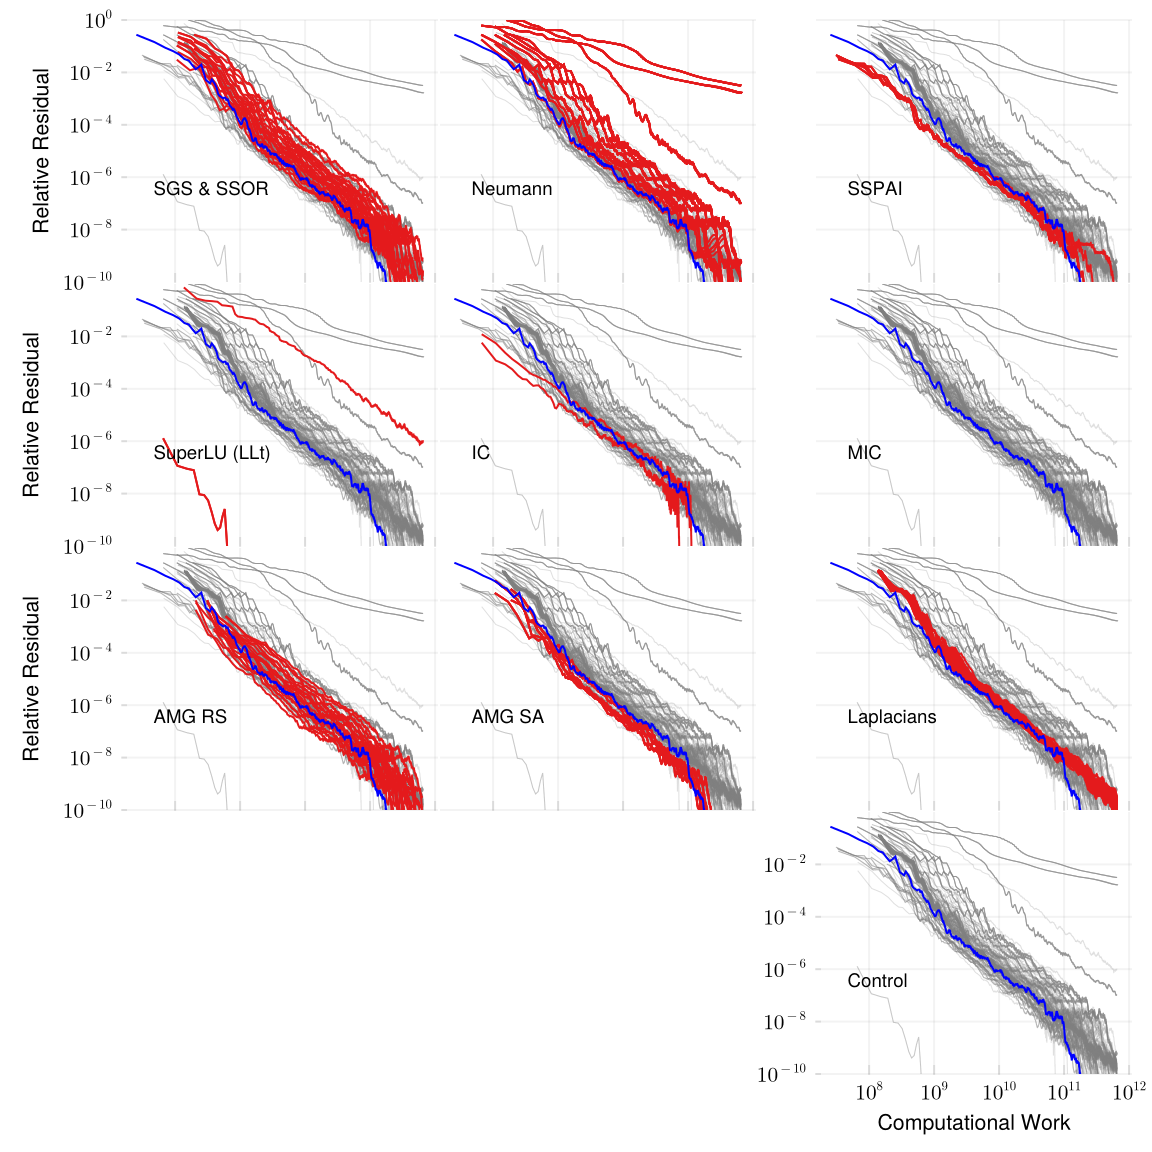 10^0
10^−2
10^−4
10^−6
10^−8
10^−10
Relative Residual
SGS & SSOR
Neumann
SSPAI
10^−2
10^−4
10^−6
10^−8
10^−10
Relative Residual
SuperLU (LLt)
IC
MIC
10^−2
10^−4
10^−6
10^−8
10^−10
Relative Residual
AMG RS
AMG SA
Laplacians
10^−2
10^−4
10^−6
10^−8
10^−10
Control
10^8 10^9 10^10 10^11 10^12
Computational Work